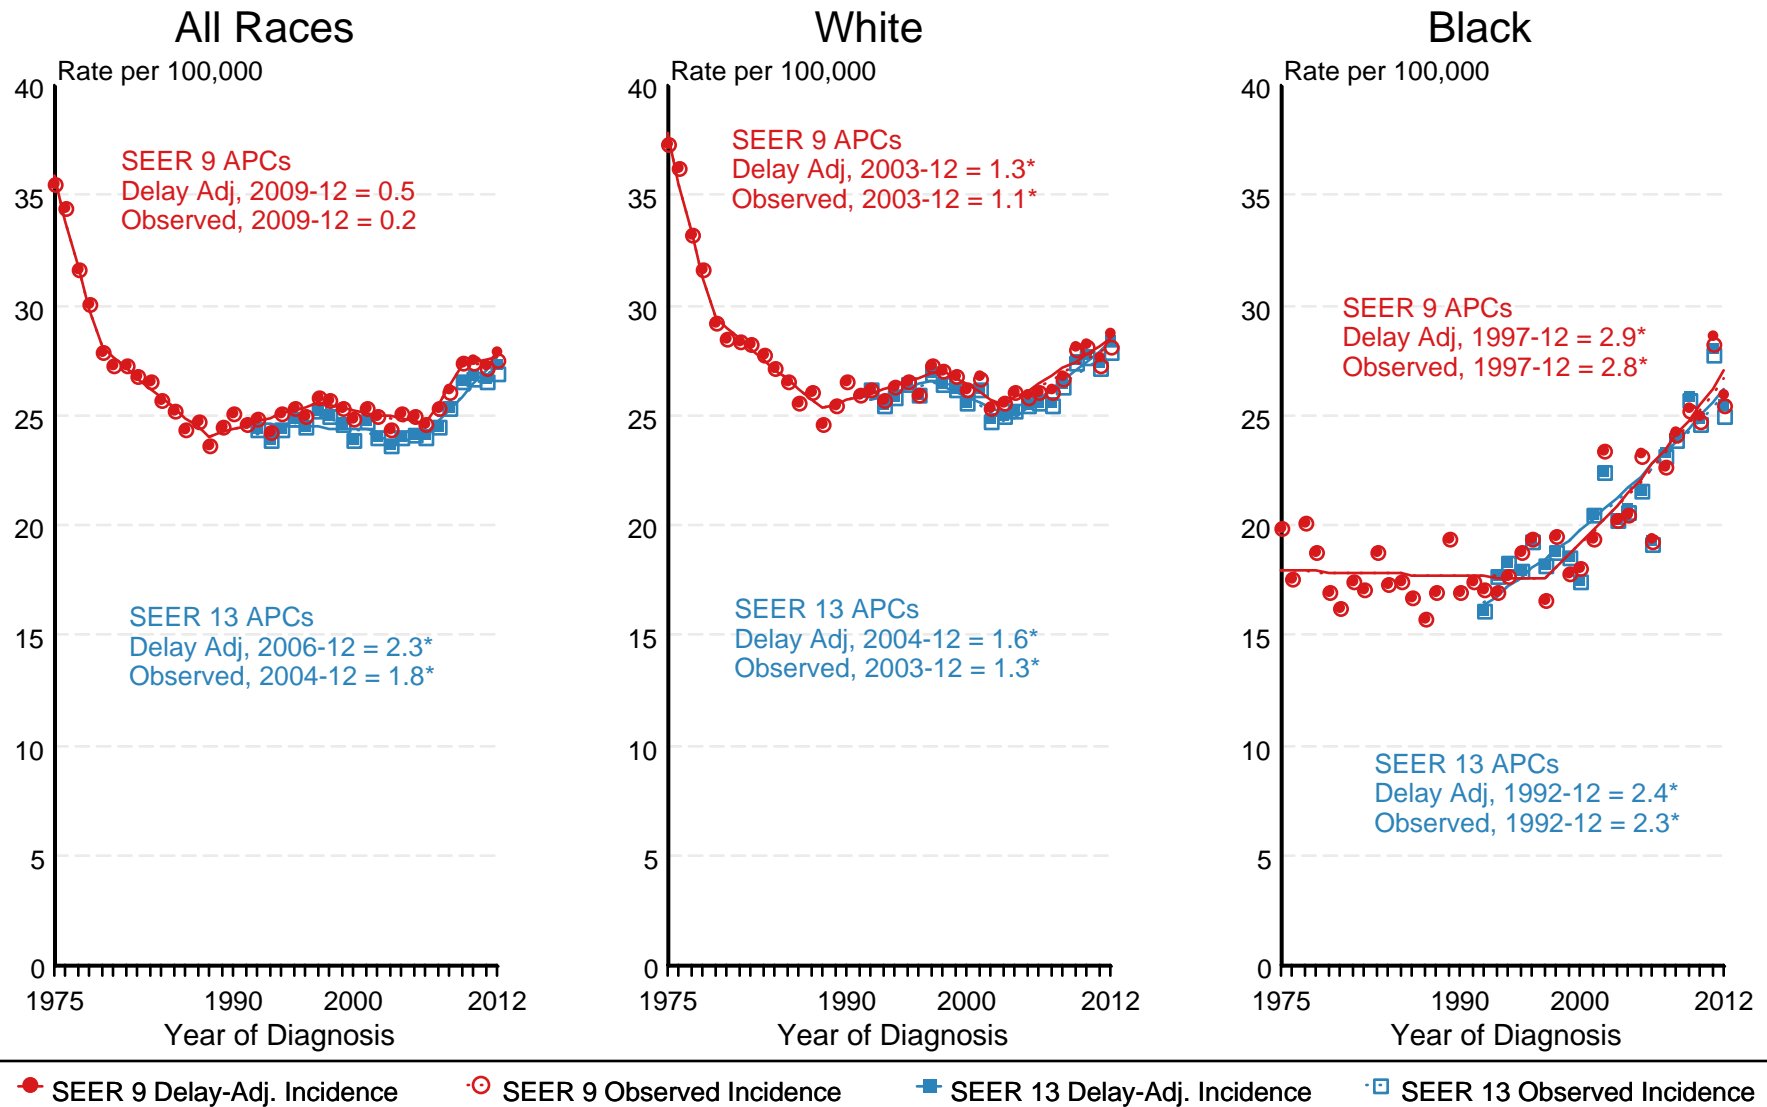 All Races
Rate per 100,000
40
35
30
25
20
15
10
5
0
SEER 9 APCs
Delay Adj, 2009-12 = 0.5
Observed, 2009-12 = 0.2
SEER 13 APCs
Delay Adj, 2006-12 = 2.3*
Observed, 2004-12 = 1.8*
1975 1990 2000 2012
Year of Diagnosis
White
Rate per 100,000
40
35
30
25
20
15
10
5
0
SEER 9 APCs
Delay Adj, 2003-12 = 1.3*
Observed, 2003-12 = 1.1*
SEER 13 APCs
Delay Adj, 2004-12 = 1.6*
Observed, 2003-12 = 1.3*
1975 1990 2000 2012
Year of Diagnosis
Black
Rate per 100,000
40
35
30
25
20
15
10
5
0
SEER 9 APCs
Delay Adj, 1997-12 = 2.9*
Observed, 1997-12 = 2.8*
SEER 13 APCs
Delay Adj, 1992-12 = 2.4*
Observed, 1992-12 = 2.3*
1975 1990 2000 2012
Year of Diagnosis
SEER 9 Delay-Adj. Incidence SEER 9 Observed Incidence SEER 13 Delay-Adj. Incidence SEER 13 Observed Incidence